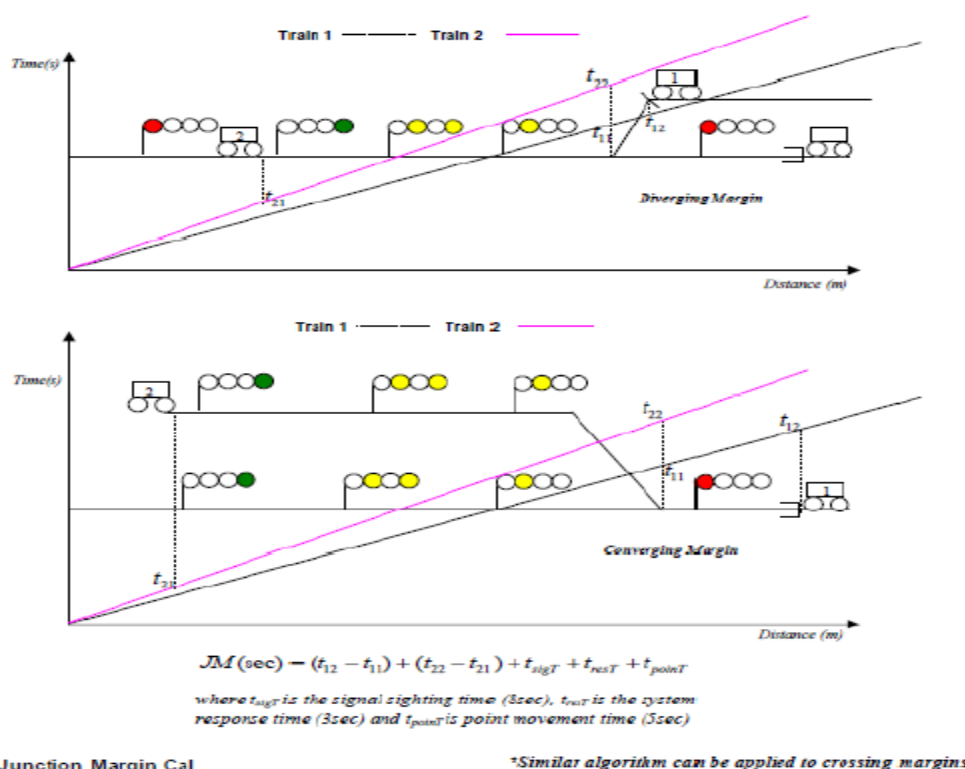 Train 1 Train 2
Time(s)
t22
1
t12
t11
2
t21
Diverging Margin
Distance (m)
Train 1 Train 2
Time(s)
2
t22
t12
t11
1
Converging Margin
t21
Distance (m)
JM(sec) = (t12 − t11) + (t22 − t21) + tsigT + tresT + tpoinT
where tsigT is the signal sighting time (8sec), tresT is the system
response time (3sec) and tpoinT is point movement time (5sec)
Junction Margin Cal
*Similar algorithm can be applied to crossing margins